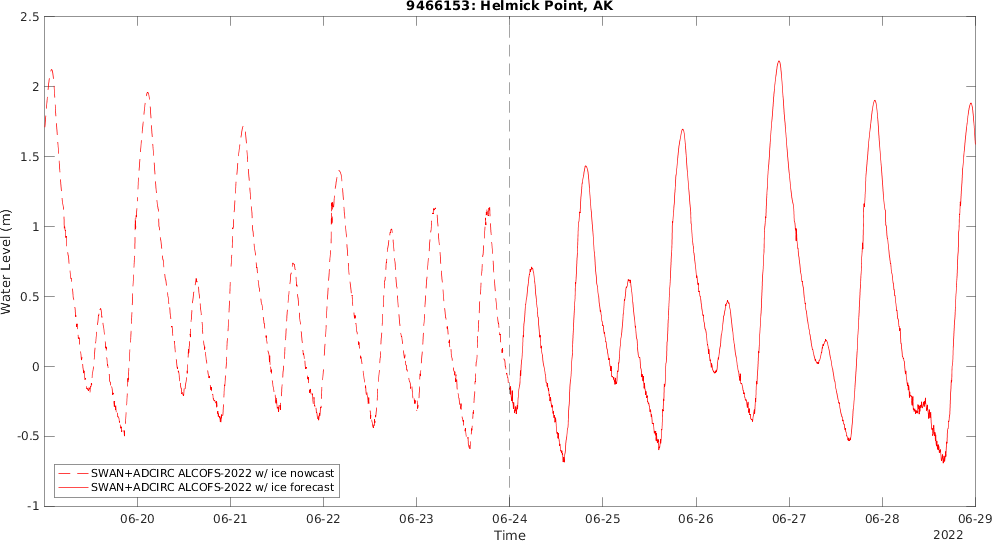 9466153: Helmick Point, AK
2.5
2
1.5
1
0.5
0
-0.5
-1
Water Level (m)
SWAN+ADCIRC ALCOFS-2022 w/ ice nowcast
SWAN+ADCIRC ALCOFS-2022 w/ ice forecast
06-20 06-21 06-22 06-23 06-24 06-25 06-26 06-27 06-28 06-29
Time
2022